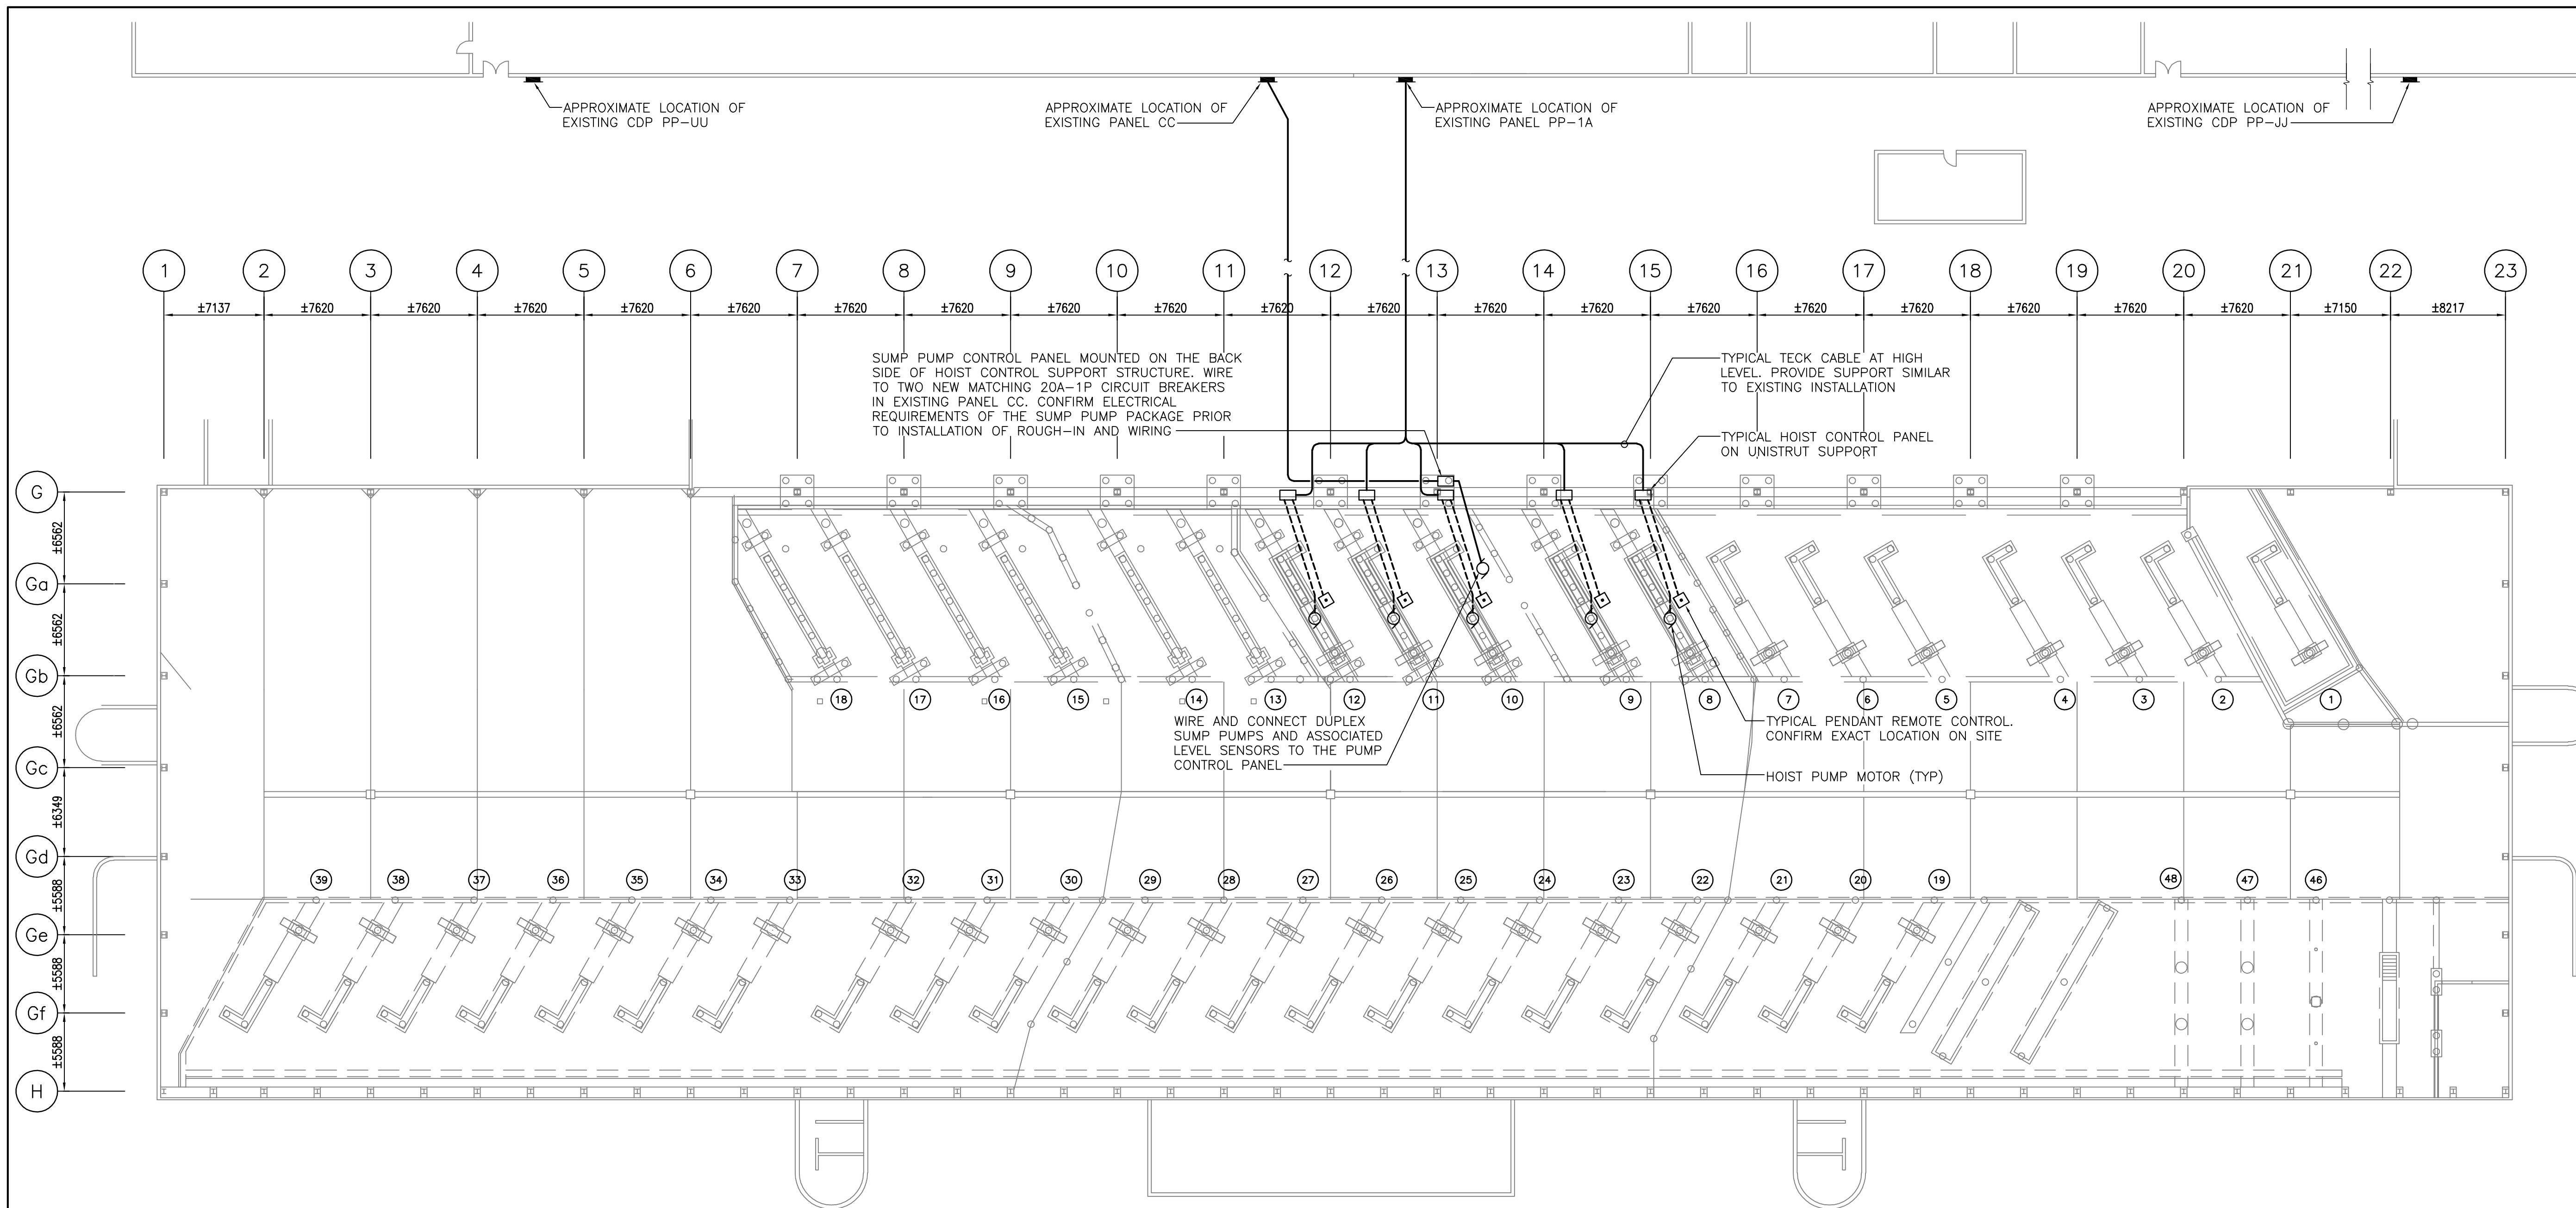 APPROXIMATE LOCATION OF
EXISTING CDP PP-UU
APPROXIMATE LOCATION OF
EXISTING PANEL CC
APPROXIMATE LOCATION OF
EXISTING PANEL PP-1A
APPROXIMATE LOCATION OF
EXISTING CDP PP-JJ
1 2 3 4 5 6 7 8 9 10 11 12 13 14 15 16 17 18 19 20 21 22 23
±7137 ±7620 ±7620 ±7620 ±7620 ±7620 ±7620 ±7620 ±7620 ±7620 ±7620 ±7620 ±7620 ±7620 ±7620 ±7620 ±7620 ±7620 ±7620 ±7620 ±7150 ±8217
SUMP PUMP CONTROL PANEL MOUNTED ON THE BACK
SIDE OF HOIST CONTROL SUPPORT STRUCTURE. WIRE
TO TWO NEW MATCHING 20A-1P CIRCUIT BREAKERS
IN EXISTING PANEL CC. CONFIRM ELECTRICAL
REQUIREMENTS OF THE SUMP PUMP PACKAGE PRIOR
TO INSTALLATION OF ROUGH-IN AND WIRING
TYPICAL TECK CABLE AT HIGH
LEVEL. PROVIDE SUPPORT SIMILAR
TO EXISTING INSTALLATION
TYPICAL HOIST CONTROL PANEL
ON UNISTRUT SUPPORT
G
±6562
Ga
±6562
Gb
±6562
Gc
±6349
Gd
±5588
Ge
±5588
Gf
±5588
H
18 17 16 15 14 13 12 11 10 9 8 7 6 5 4 3 2 1
WIRE AND CONNECT DUPLEX
SUMP PUMPS AND ASSOCIATED
LEVEL SENSORS TO THE PUMP
CONTROL PANEL
TYPICAL PENDANT REMOTE CONTROL.
CONFIRM EXACT LOCATION ON SITE
HOIST PUMP MOTOR (TYP)
39 38 37 36 35 34 33 32 31 30 29 28 27 26 25 24 23 22 21 20 19 48 47 46